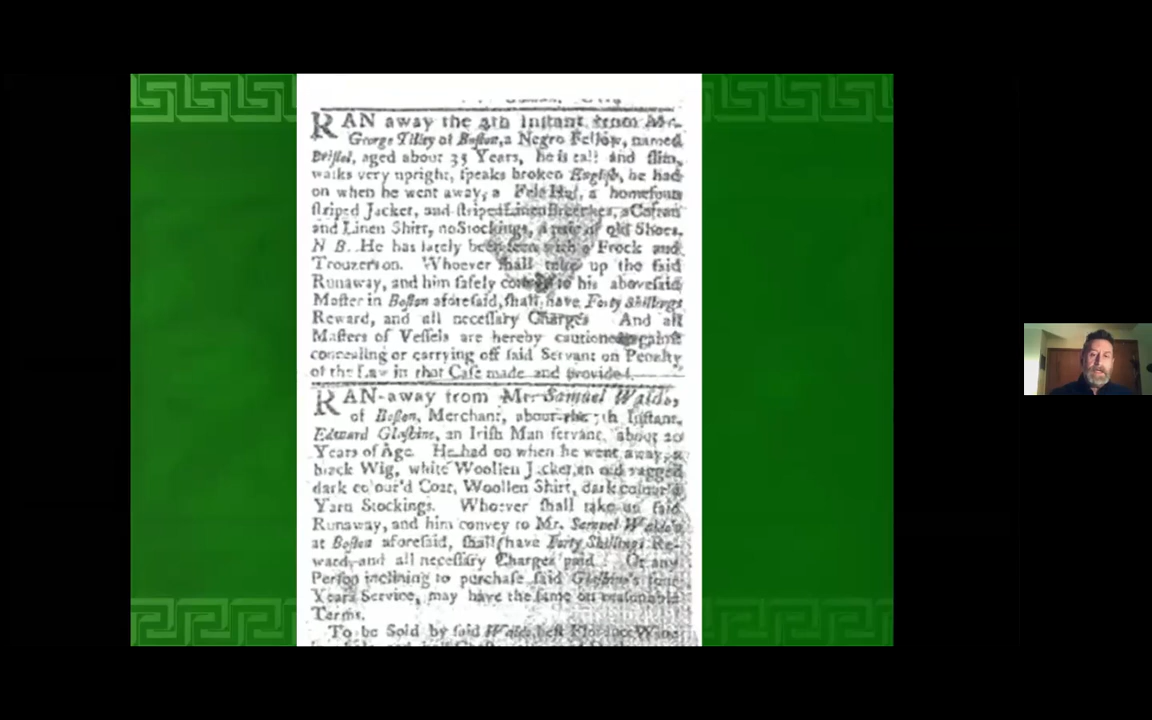 RAN away the 4th Instant from Mr.
George Tilley of Boſton, a Negro Fellow, named
Briſtol, aged about 35 Years, he is tall and ſlim,
walks very upright, ſpeaks broken Engliſh, he had
on when he went away, a Felt Hat, a homeſpun
ſtriped Jacket, and ſtriped Linen Breeches, a Cotton
and Linen Shirt, no Stockings, a pair of old Shoes.
N B. He has lately been ſeen with a Frock and
Trouzers on. Whoever ſhall take up the ſaid
Runaway, and him ſafely convey to his aboveſaid
Maſter in Boſton aforeſaid, ſhall have Forty Shillings
Reward, and all neceſſary Charges And all
Maſters of Veſſels are hereby cautioned againſt
concealing or carrying off ſaid Servant on Penalty
of the Law in that Caſe made and provided.
RAN-away from Mr. Samuel Waldo,
of Boſton, Merchant, about the 7th Inſtant,
Edward, an Iriſh Man ſervant, about 20
Years of Age. He had on when he went away, a
black Wig, white Woollen Jacket, an old ragged
dark colour'd Coat, Woollen Shirt, dark colour'd
Yarn Stockings. Whoever ſhall take up ſaid
Runaway, and him convey to Mr. Samuel Waldo
at Boſton aforeſaid, ſhall have Forty Shillings Re-
ward, and all neceſſary Charges paid. Or any
Perſon inclining to purchaſe ſaid four
Years Service, may have the ſame on reaſonable
Terms.
To be Sold by ſaid Waldo, beſt Florance Wine